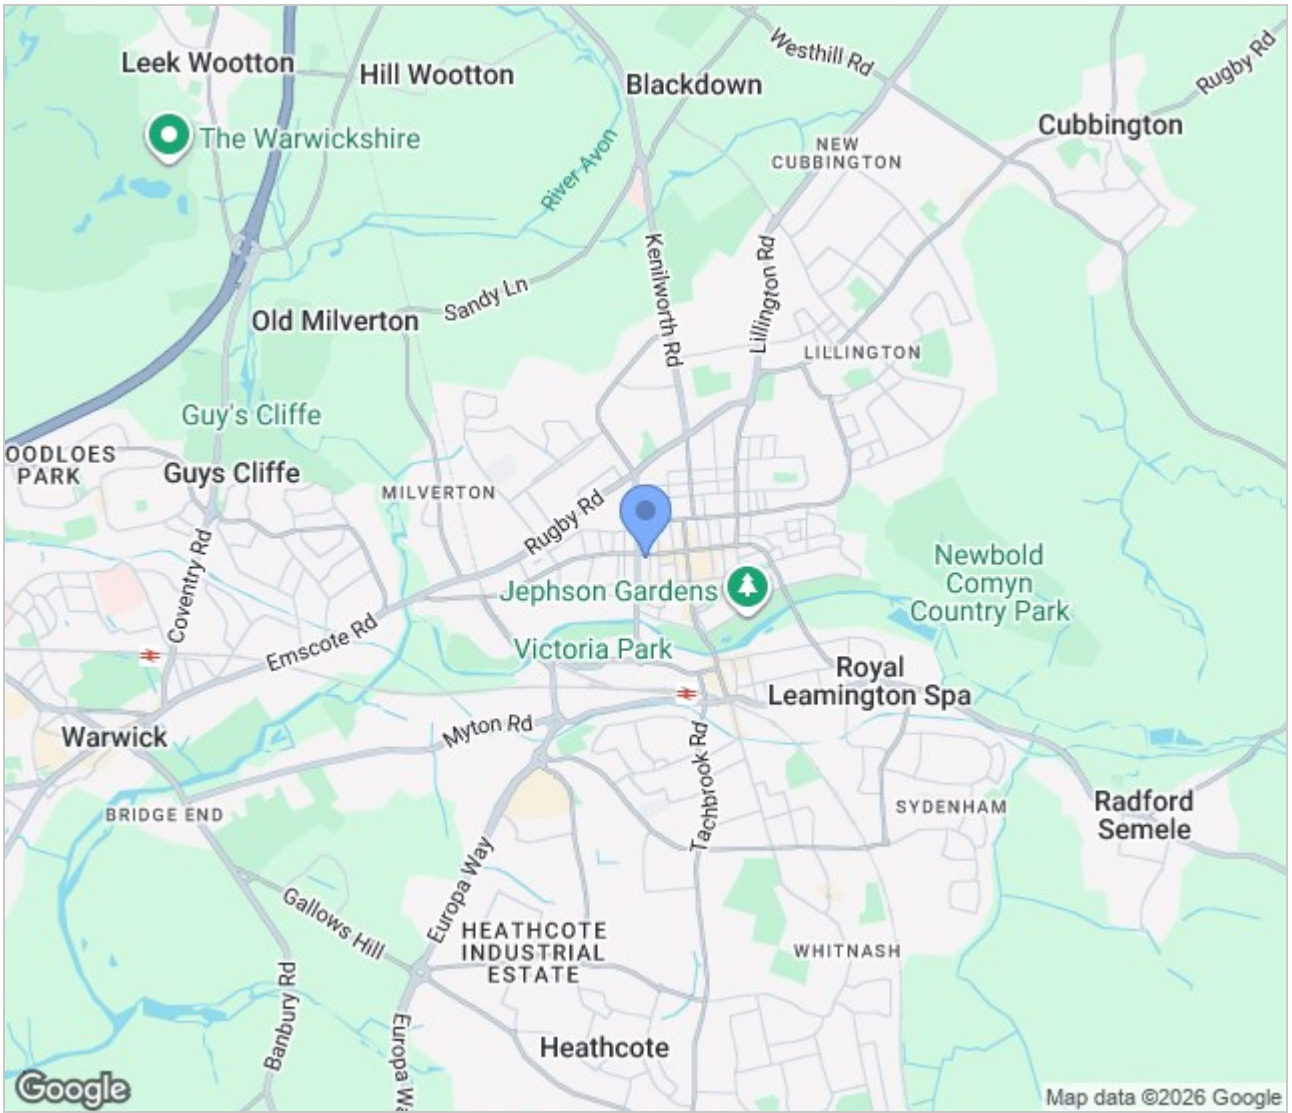 Leek Wootton
Hill Wootton
Blackdown
Westhill Rd
Rugby Rd
Cubbington
The Warwickshire
NEW
CUBBINGTON
River Avon
Kenilworth Rd
Lillington Rd
Sandy Ln
Old Milverton
LILLINGTON
Guy's Cliffe
OODLOES
PARK
Guys Cliffe
MILVERTON
Rugby Rd
Coventry Rd
Newbold
Comyn
Country Park
Jephson Gardens
Emscote Rd
Victoria Park
Royal
Leamington Spa
Warwick
Myton Rd
Tachbrook Rd
BRIDGE END
SYDENHAM
Radford
Semele
Europa Way
Gallows Hill
HEATHCOTE
INDUSTRIAL
ESTATE
WHITNASH
Banbury Rd
Europa Wa
Heathcote
Google
Map data ©2026 Google